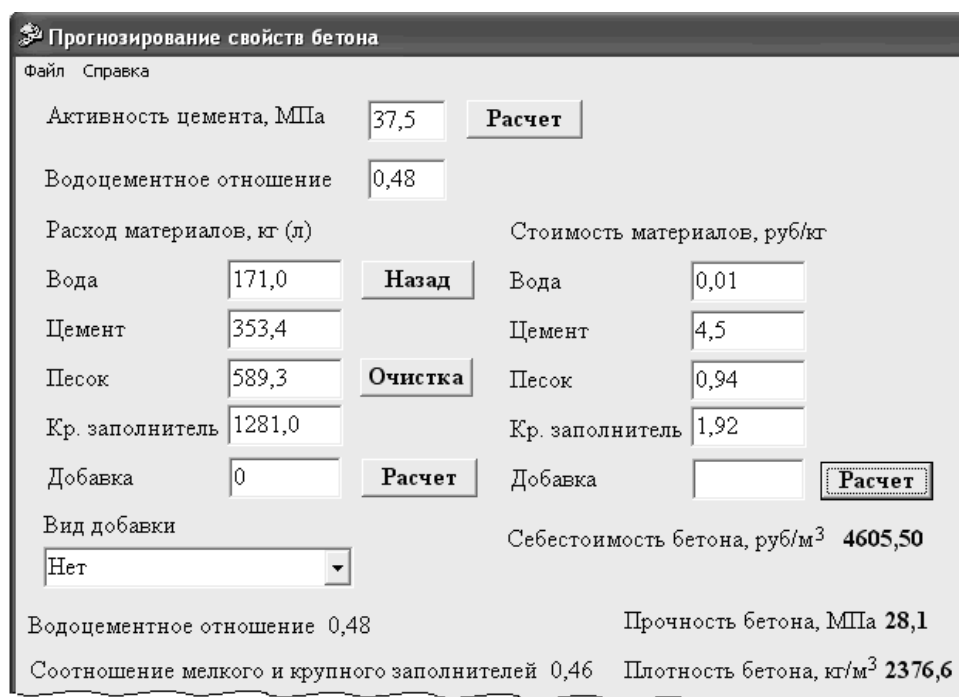 Прогнозирование свойств бетона
Файл Справка
Активность цемента, МПа 37,5 Расчет
Водоцементное отношение 0,48
Расход материалов, кг (л) Стоимость материалов, руб/кг
Вода 171,0 Назад Вода 0,01
Цемент 353,4 Цемент 4,5
Песок 589,3 Очистка Песок 0,94
Кр. заполнитель 1281,0 Кр. заполнитель 1,92
Добавка 0 Расчет Добавка Расчет
Вид добавки Себестоимость бетона, руб/м³ 4605,50
Нет
Водоцементное отношение 0,48 Прочность бетона, МПа 28,1
Соотношение мелкого и крупного заполнителей 0,46 Плотность бетона, кг/м³ 2376,6